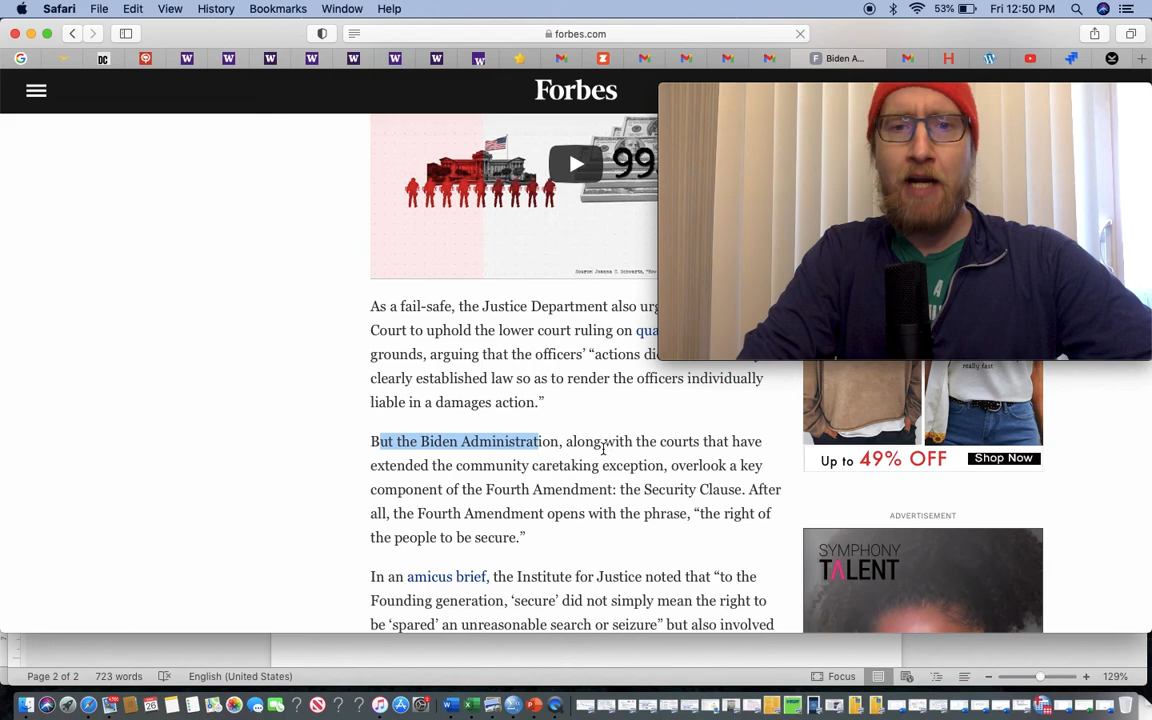 Safari File Edit View History Bookmarks Window Help 53% Fri 12:50 PM
forbes.com
G DC W W W W W W W W F Biden A... H
Forbes
99
As a fail-safe, the Justice Department also
Court to uphold the lower court ruling on
grounds, arguing that the officers’ “actions
clearly established law so as to render the officers individually
liable in a damages action.”
really fast
Up to 49% OFF Shop Now
But the Biden Administration, along with the courts that have
extended the community caretaking exception, overlook a key
component of the Fourth Amendment: the Security Clause. After
all, the Fourth Amendment opens with the phrase, “the right of
the people to be secure.”
ADVERTISEMENT
SYMPHONY
TALENT
In an amicus brief, the Institute for Justice noted that “to the
Founding generation, ‘secure’ did not simply mean the right to
be ‘spared’ an unreasonable search or seizure” but also involved
Page 2 of 2 723 words English (United States) Focus 129%